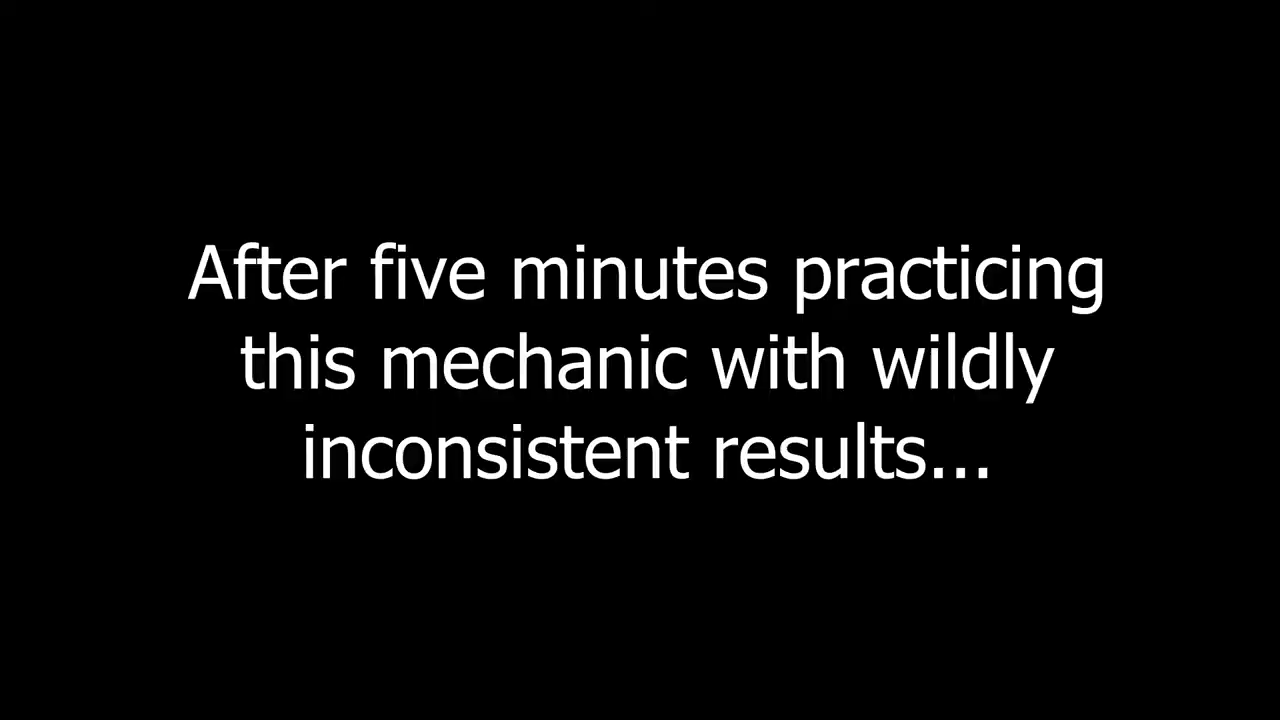 After five minutes practicing
this mechanic with wildly
inconsistent results...